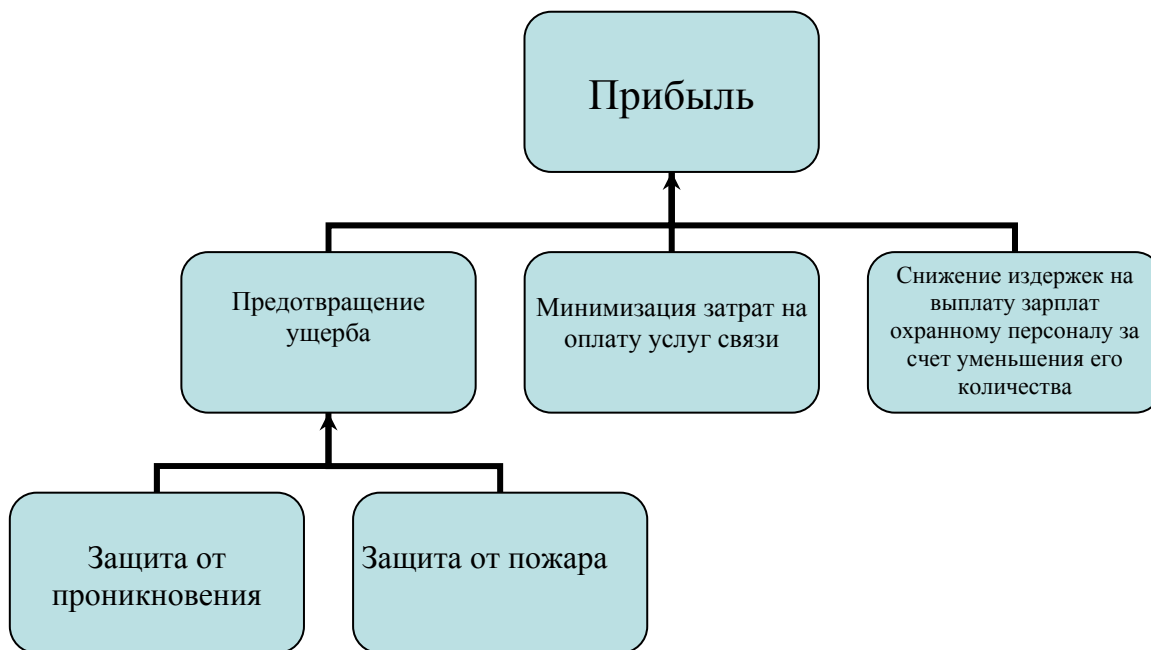 Прибыль
Предотвращение
ущерба
Минимизация затрат на
оплату услуг связи
Снижение издержек на
выплату зарплат
охранному персоналу за
счет уменьшения его
количества
Защита от
проникновения
Защита от пожара